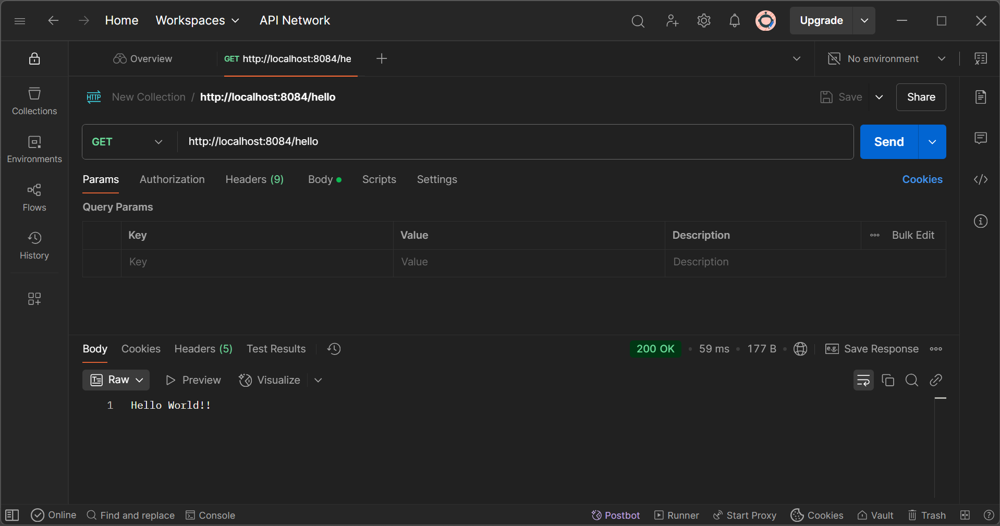 Home Workspaces API Network Upgrade
Overview GET http://localhost:8084/he No environment
HTTP New Collection / http://localhost:8084/hello Save Share
Collections
GET http://localhost:8084/hello Send
Environments
Params Authorization Headers (9) Body Scripts Settings Cookies
Flows
Query Params
Key Value Description Bulk Edit
History
Key Value Description
Body Cookies Headers (5) Test Results 200 OK • 59 ms • 177 B • e.g. Save Response
Raw Preview Visualize
1 Hello World!!
Online Find and replace Console Postbot Runner Start Proxy Cookies Vault Trash